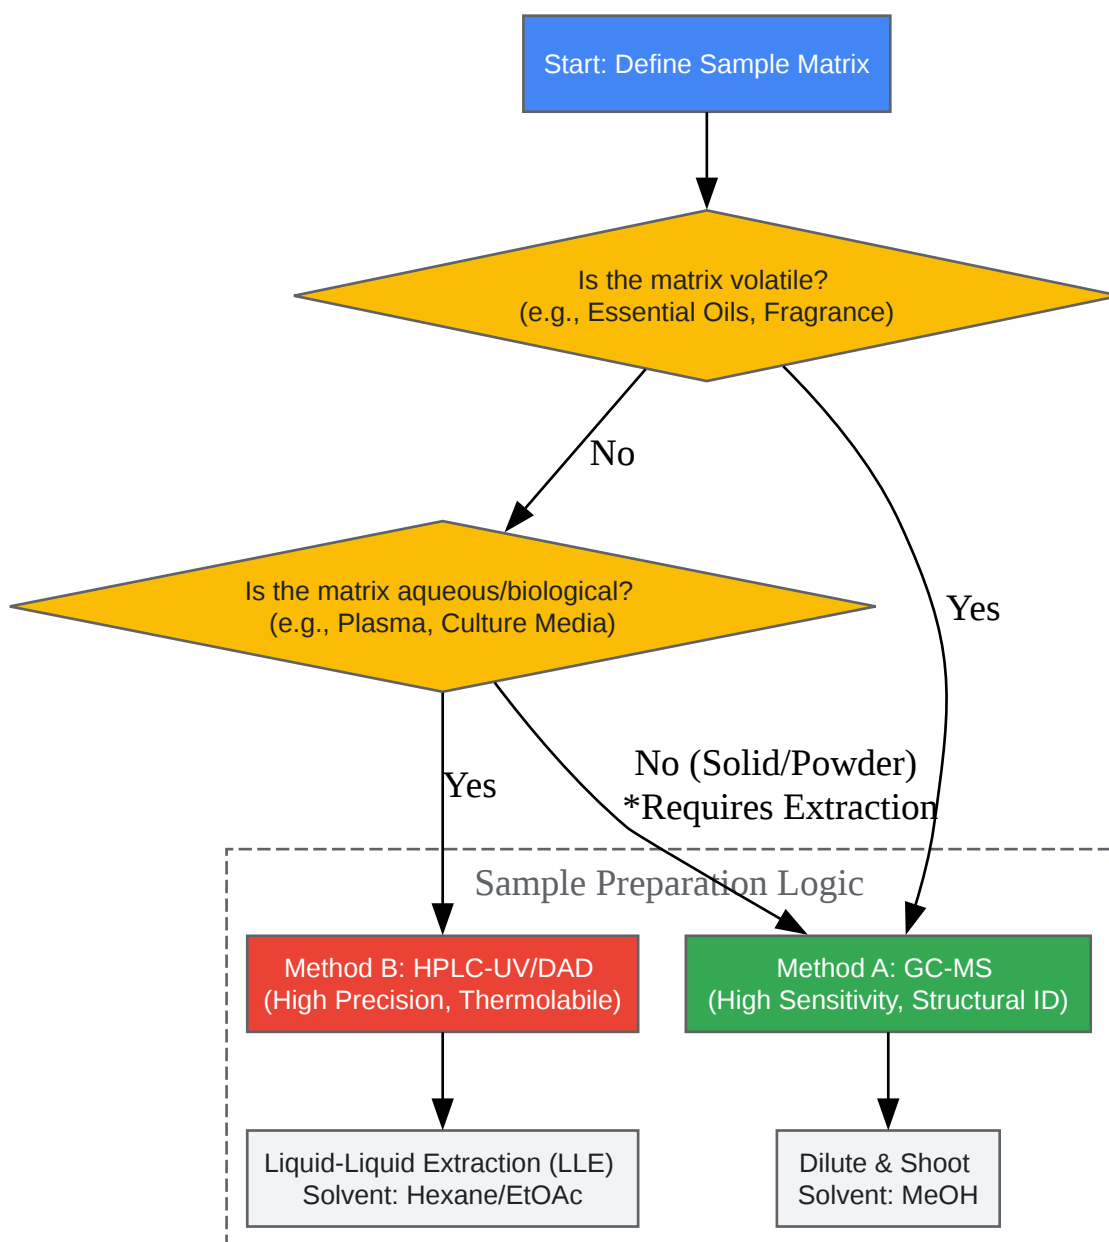 Start: Define Sample Matrix
Is the matrix volatile?
(e.g., Essential Oils, Fragrance)
No
Yes
Is the matrix aqueous/biological?
(e.g., Plasma, Culture Media)
Yes
No (Solid/Powder)
*Requires Extraction
Sample Preparation Logic
Method B: HPLC-UV/DAD
(High Precision, Thermolabile)
Method A: GC-MS
(High Sensitivity, Structural ID)
Liquid-Liquid Extraction (LLE)
Solvent: Hexane/EtOAc
Dilute & Shoot
Solvent: MeOH